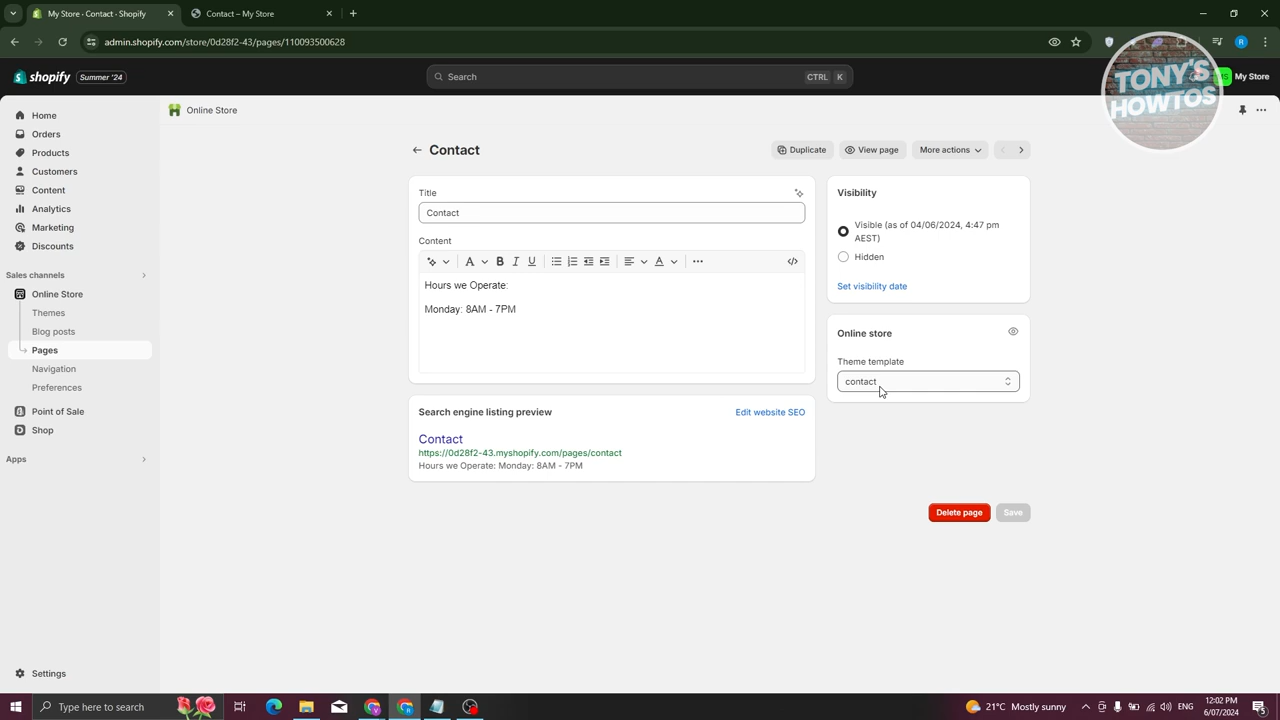 My Store · Contact · Shopify
Contact – My Store
admin.shopify.com/store/0d28f2-43/pages/110093500628
shopify
Summer '24
Search
CTRL K
My Store
TONY'S
HOWTOS
Home
Orders
Products
Customers
Content
Analytics
Marketing
Discounts
Sales channels
Online Store
Themes
Blog posts
Pages
Navigation
Preferences
Point of Sale
Shop
Apps
Settings
Online Store
Contact
Duplicate
View page
More actions
Title
Contact
Content
A
B I U
A
Hours we Operate:
Monday: 8AM - 7PM
Search engine listing preview
Edit website SEO
Contact
https://0d28f2-43.myshopify.com/pages/contact
Hours we Operate: Monday: 8AM - 7PM
Visibility
Visible (as of 04/06/2024, 4:47 pm
AEST)
Hidden
Set visibility date
Online store
Theme template
contact
Delete page
Save
Type here to search
21°C Mostly sunny
12:02 PM
6/07/2024